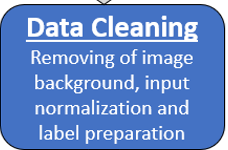 Data Cleaning
Removing of image
background, input
normalization and
label preparation